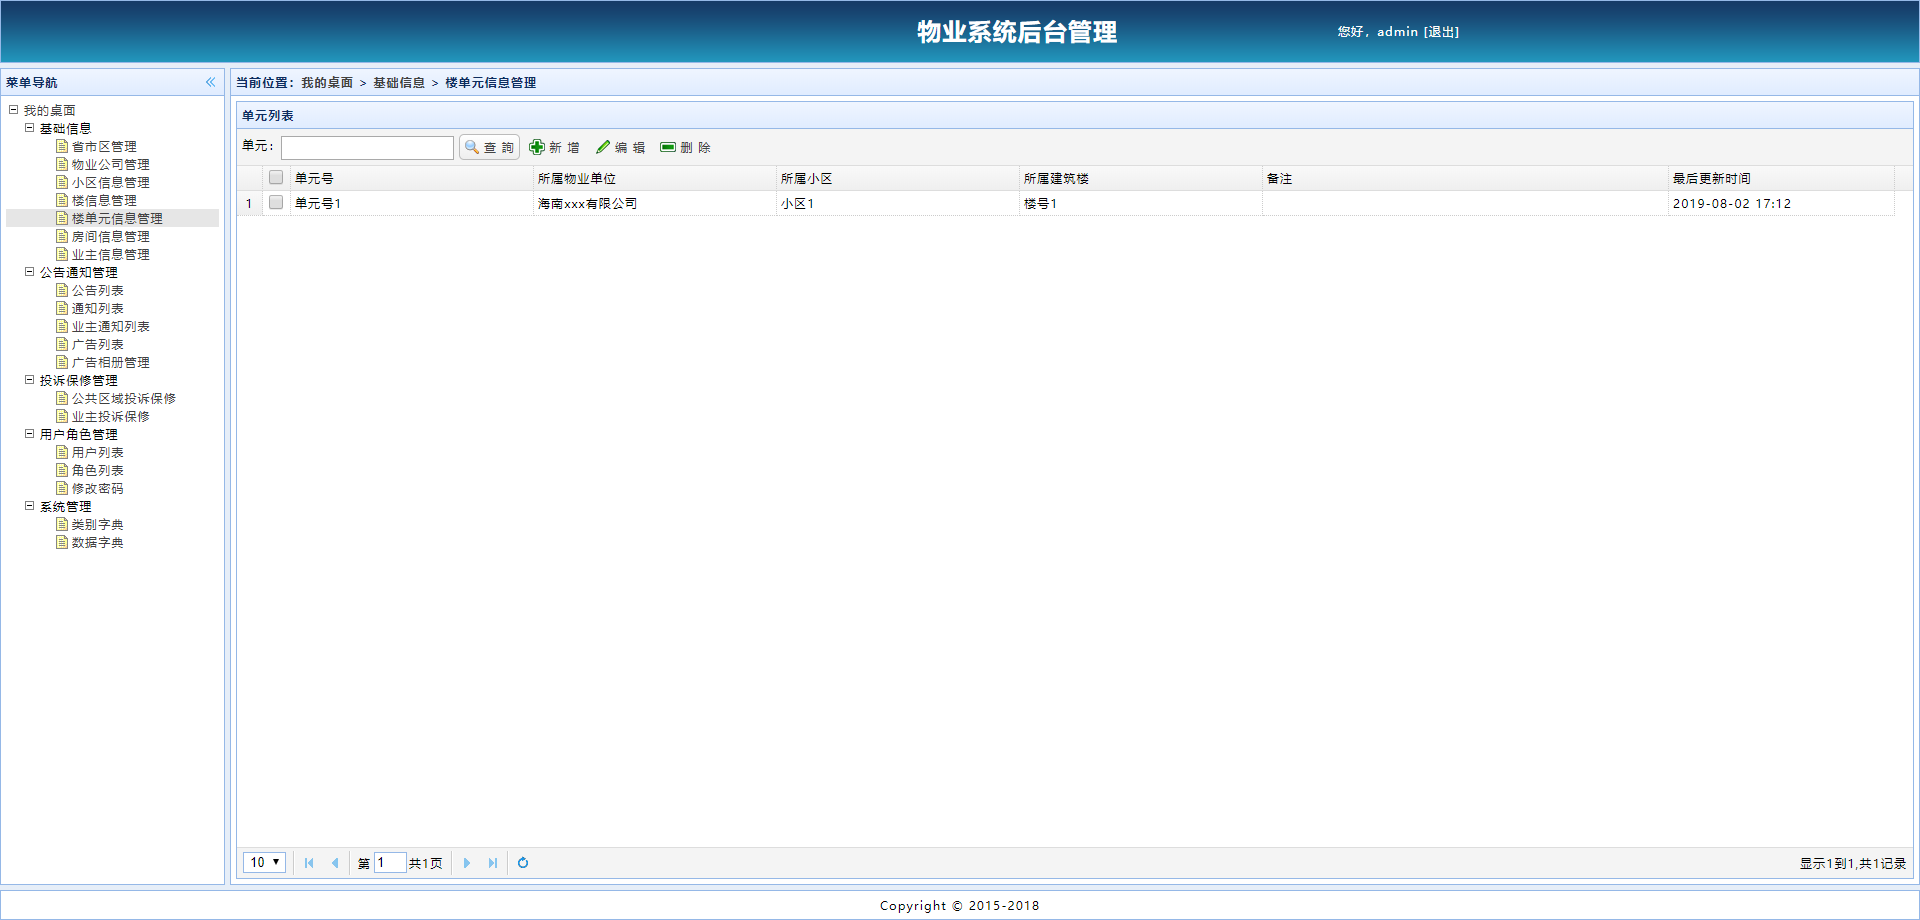 物业系统后台管理
您好，admin [退出]
菜单导航
我的桌面
基础信息
省市区管理
物业公司管理
小区信息管理
楼信息管理
楼单元信息管理
房间信息管理
业主信息管理
公告通知管理
公告列表
通知列表
业主通知列表
广告列表
广告相册管理
投诉保修管理
公共区域投诉保修
业主投诉保修
用户角色管理
用户列表
角色列表
修改密码
系统管理
类别字典
数据字典
当前位置：我的桌面 > 基础信息 > 楼单元信息管理
单元列表
单元： 查 詢 新 增 编 辑 删 除
单元号 所属物业单位 所属小区 所属建筑楼 备注 最后更新时间
1 单元号1 海南xxx有限公司 小区1 楼号1 2019-08-02 17:12
10 第 1 共1页 显示1到1,共1记录
Copyright © 2015-2018